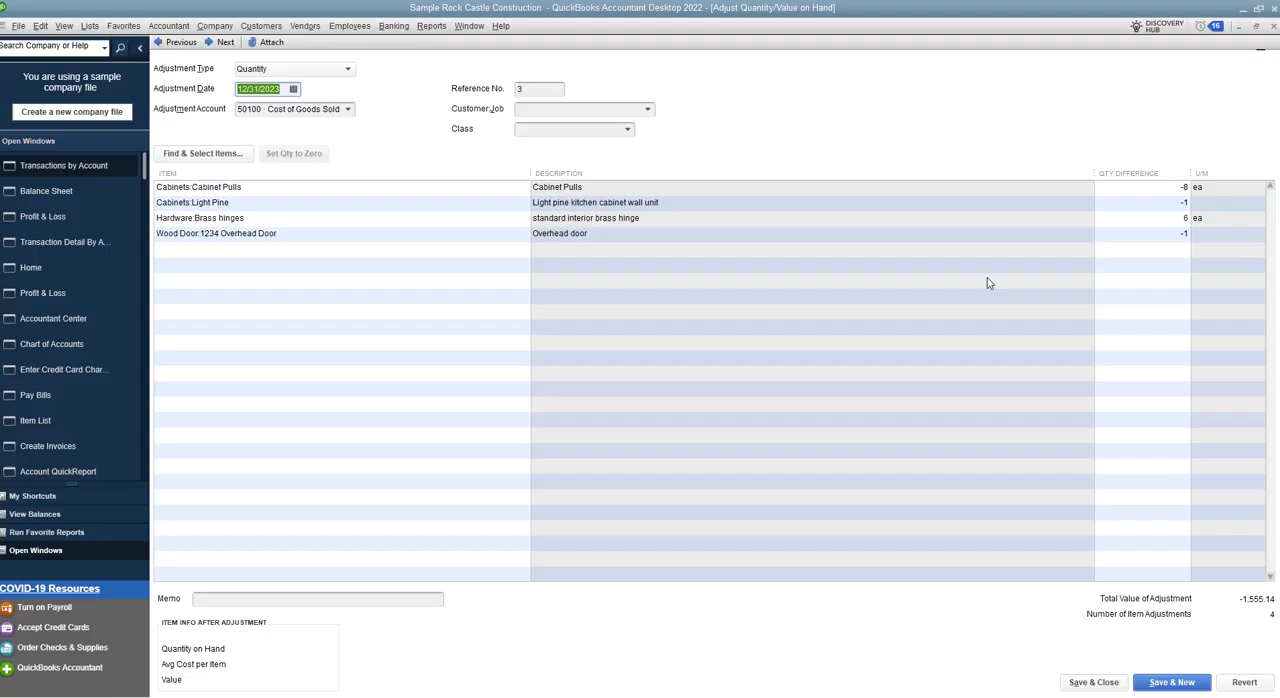 Sample Rock Castle Construction - QuickBooks Accountant Desktop 2022 - [Adjust Quantity/Value on Hand]
File Edit View Lists Favorites Accountant Company Customers Vendors Employees Banking Reports Window Help
DISCOVERY HUB 16
Search Company or Help
Previous Next Attach
You are using a sample
company file
Create a new company file
Open Windows
Transactions by Account
Balance Sheet
Profit & Loss
Transaction Detail By A...
Home
Profit & Loss
Accountant Center
Chart of Accounts
Enter Credit Card Char...
Pay Bills
Item List
Create Invoices
Account QuickReport
My Shortcuts
View Balances
Run Favorite Reports
Open Windows
COVID-19 Resources
Turn on Payroll
Accept Credit Cards
Order Checks & Supplies
QuickBooks Accountant
Adjustment Type Quantity
Adjustment Date 12/31/2023 Reference No. 3
Adjustment Account 50100 · Cost of Goods Sold Customer:Job
Class
Find & Select Items... Set Qty to Zero
ITEM DESCRIPTION QTY DIFFERENCE U/M
Cabinets:Cabinet Pulls Cabinet Pulls -8 ea
Cabinets:Light Pine Light pine kitchen cabinet wall unit -1
Hardware:Brass hinges standard interior brass hinge 6 ea
Wood Door:1234 Overhead Door Overhead door -1
Memo Total Value of Adjustment -1,555.14
Number of Item Adjustments 4
ITEM INFO AFTER ADJUSTMENT
Quantity on Hand
Avg Cost per Item
Value
Save & Close Save & New Revert